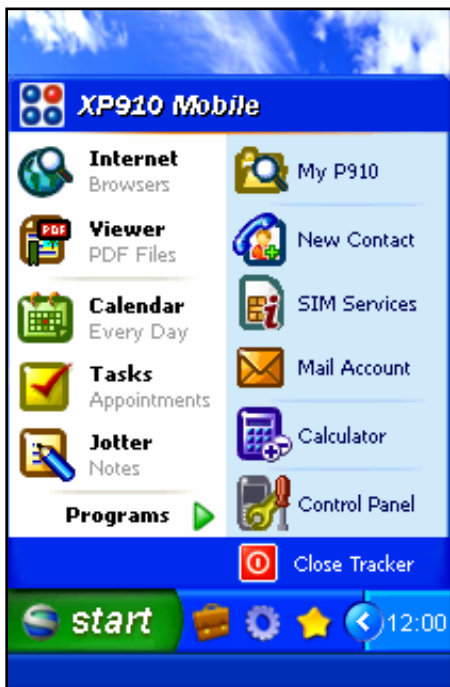 XP910 Mobile
Internet
Browsers
PDF
Viewer
PDF Files
Calendar
Every Day
Tasks
Appointments
Jotter
Notes
Programs
My P910
New Contact
SIM Services
Mail Account
Calculator
Control Panel
Close Tracker
start
12:00